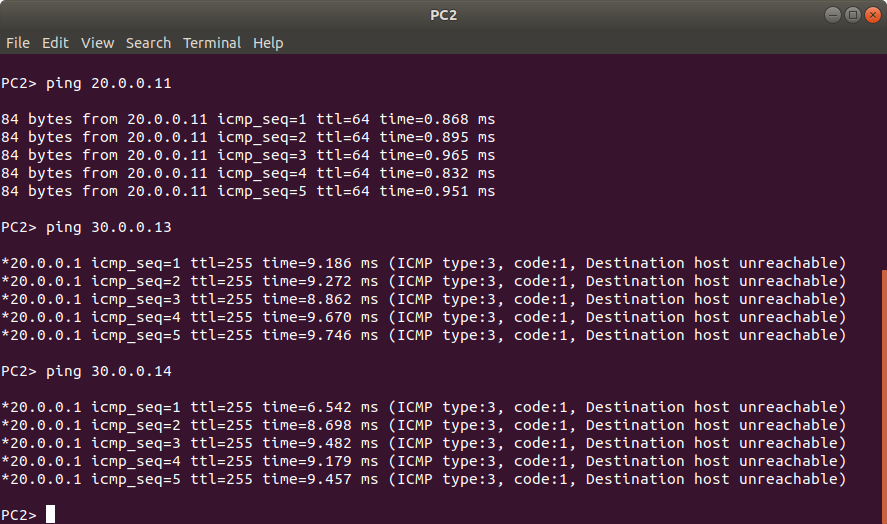 PC2
File Edit View Search Terminal Help
PC2> ping 20.0.0.11
84 bytes from 20.0.0.11 icmp_seq=1 ttl=64 time=0.868 ms
84 bytes from 20.0.0.11 icmp_seq=2 ttl=64 time=0.895 ms
84 bytes from 20.0.0.11 icmp_seq=3 ttl=64 time=0.965 ms
84 bytes from 20.0.0.11 icmp_seq=4 ttl=64 time=0.832 ms
84 bytes from 20.0.0.11 icmp_seq=5 ttl=64 time=0.951 ms
PC2> ping 30.0.0.13
*20.0.0.1 icmp_seq=1 ttl=255 time=9.186 ms (ICMP type:3, code:1, Destination host unreachable)
*20.0.0.1 icmp_seq=2 ttl=255 time=9.272 ms (ICMP type:3, code:1, Destination host unreachable)
*20.0.0.1 icmp_seq=3 ttl=255 time=8.862 ms (ICMP type:3, code:1, Destination host unreachable)
*20.0.0.1 icmp_seq=4 ttl=255 time=9.670 ms (ICMP type:3, code:1, Destination host unreachable)
*20.0.0.1 icmp_seq=5 ttl=255 time=9.746 ms (ICMP type:3, code:1, Destination host unreachable)
PC2> ping 30.0.0.14
*20.0.0.1 icmp_seq=1 ttl=255 time=6.542 ms (ICMP type:3, code:1, Destination host unreachable)
*20.0.0.1 icmp_seq=2 ttl=255 time=8.698 ms (ICMP type:3, code:1, Destination host unreachable)
*20.0.0.1 icmp_seq=3 ttl=255 time=9.482 ms (ICMP type:3, code:1, Destination host unreachable)
*20.0.0.1 icmp_seq=4 ttl=255 time=9.179 ms (ICMP type:3, code:1, Destination host unreachable)
*20.0.0.1 icmp_seq=5 ttl=255 time=9.457 ms (ICMP type:3, code:1, Destination host unreachable)
PC2>